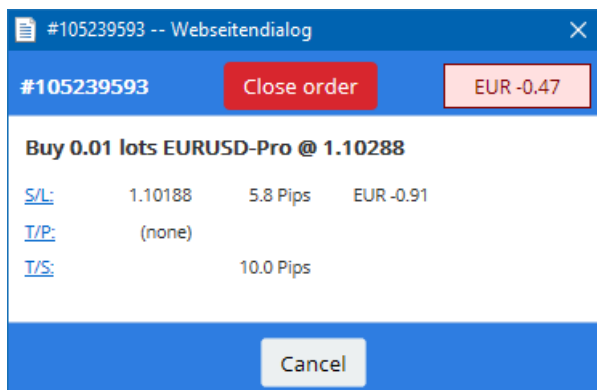 #105239593 -- Webseitendialog
#105239593 Close order EUR -0.47
Buy 0.01 lots EURUSD-Pro @ 1.10288
S/L: 1.10188 5.8 Pips EUR -0.91
T/P: (none)
T/S: 10.0 Pips
Cancel